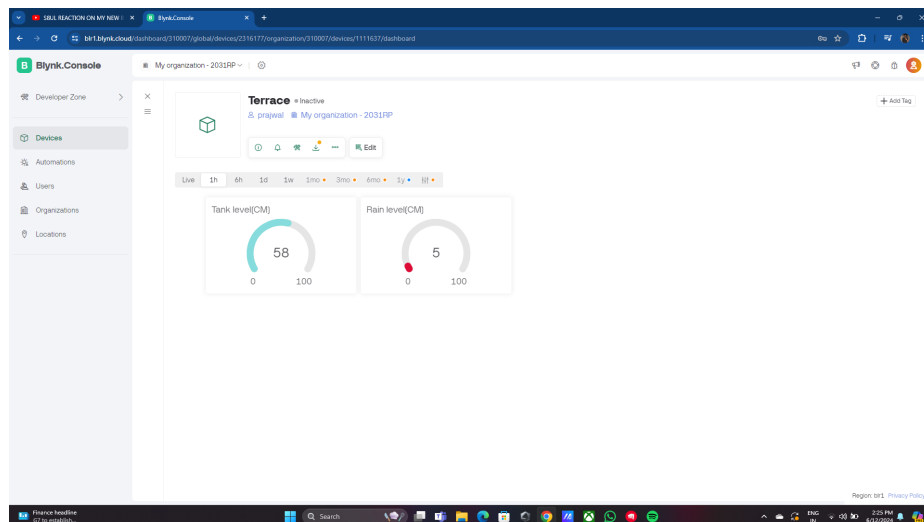 SBUL REACTION ON MY NEW
Blynk.Console
blr1.blynk.cloud/dashboard/310007/global/devices/2316177/organization/310007/devices/1111637/dashboard
B Blynk.Console
My organization - 2031RP
Developer Zone
Devices
Automations
Users
Organizations
Locations
Terrace Inactive
prajwal My organization - 2031RP
Add Tag
Edit
Live 1h 6h 1d 1w 1mo 3mo 6mo 1y
Tank level(CM)
58
0 100
Rain level(CM)
5
0 100
Region: blr1 Privacy Policy
Finance headline
G7 to establish...
Search
ENG
IN
2:25 PM
6/12/2024